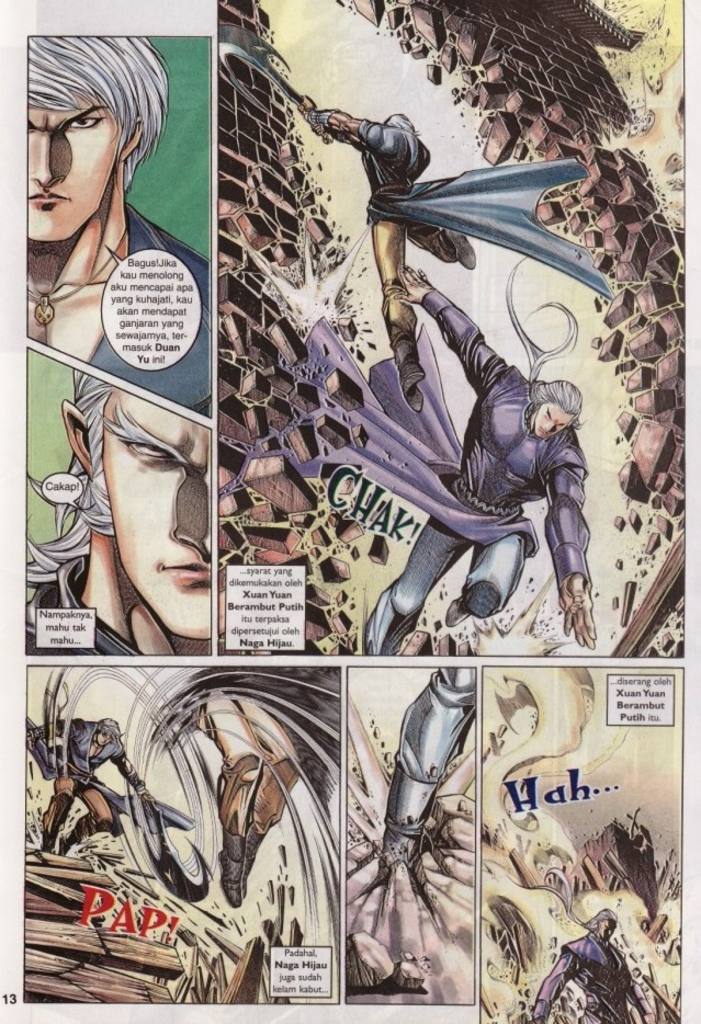 Bagus!Jika
kau menolong
aku mencapai apa
yang kuhajati, kau
akan mendapat
ganjaran yang
sewajarnya, ter-
masuk Duan
Yu ini!
Cakap!
Nampaknya,
mahu tak
mahu...
CHAK!
...syarat yang
dikemukakan oleh
Xuan Yuan
Berambut Putih
itu terpaksa
dipersetujui oleh
Naga Hijau.
PAP!
Padahal,
Naga Hijau
juga sudah
kelam kabut...
...diserang oleh
Xuan Yuan
Berambut
Putih itu.
Hah...
13